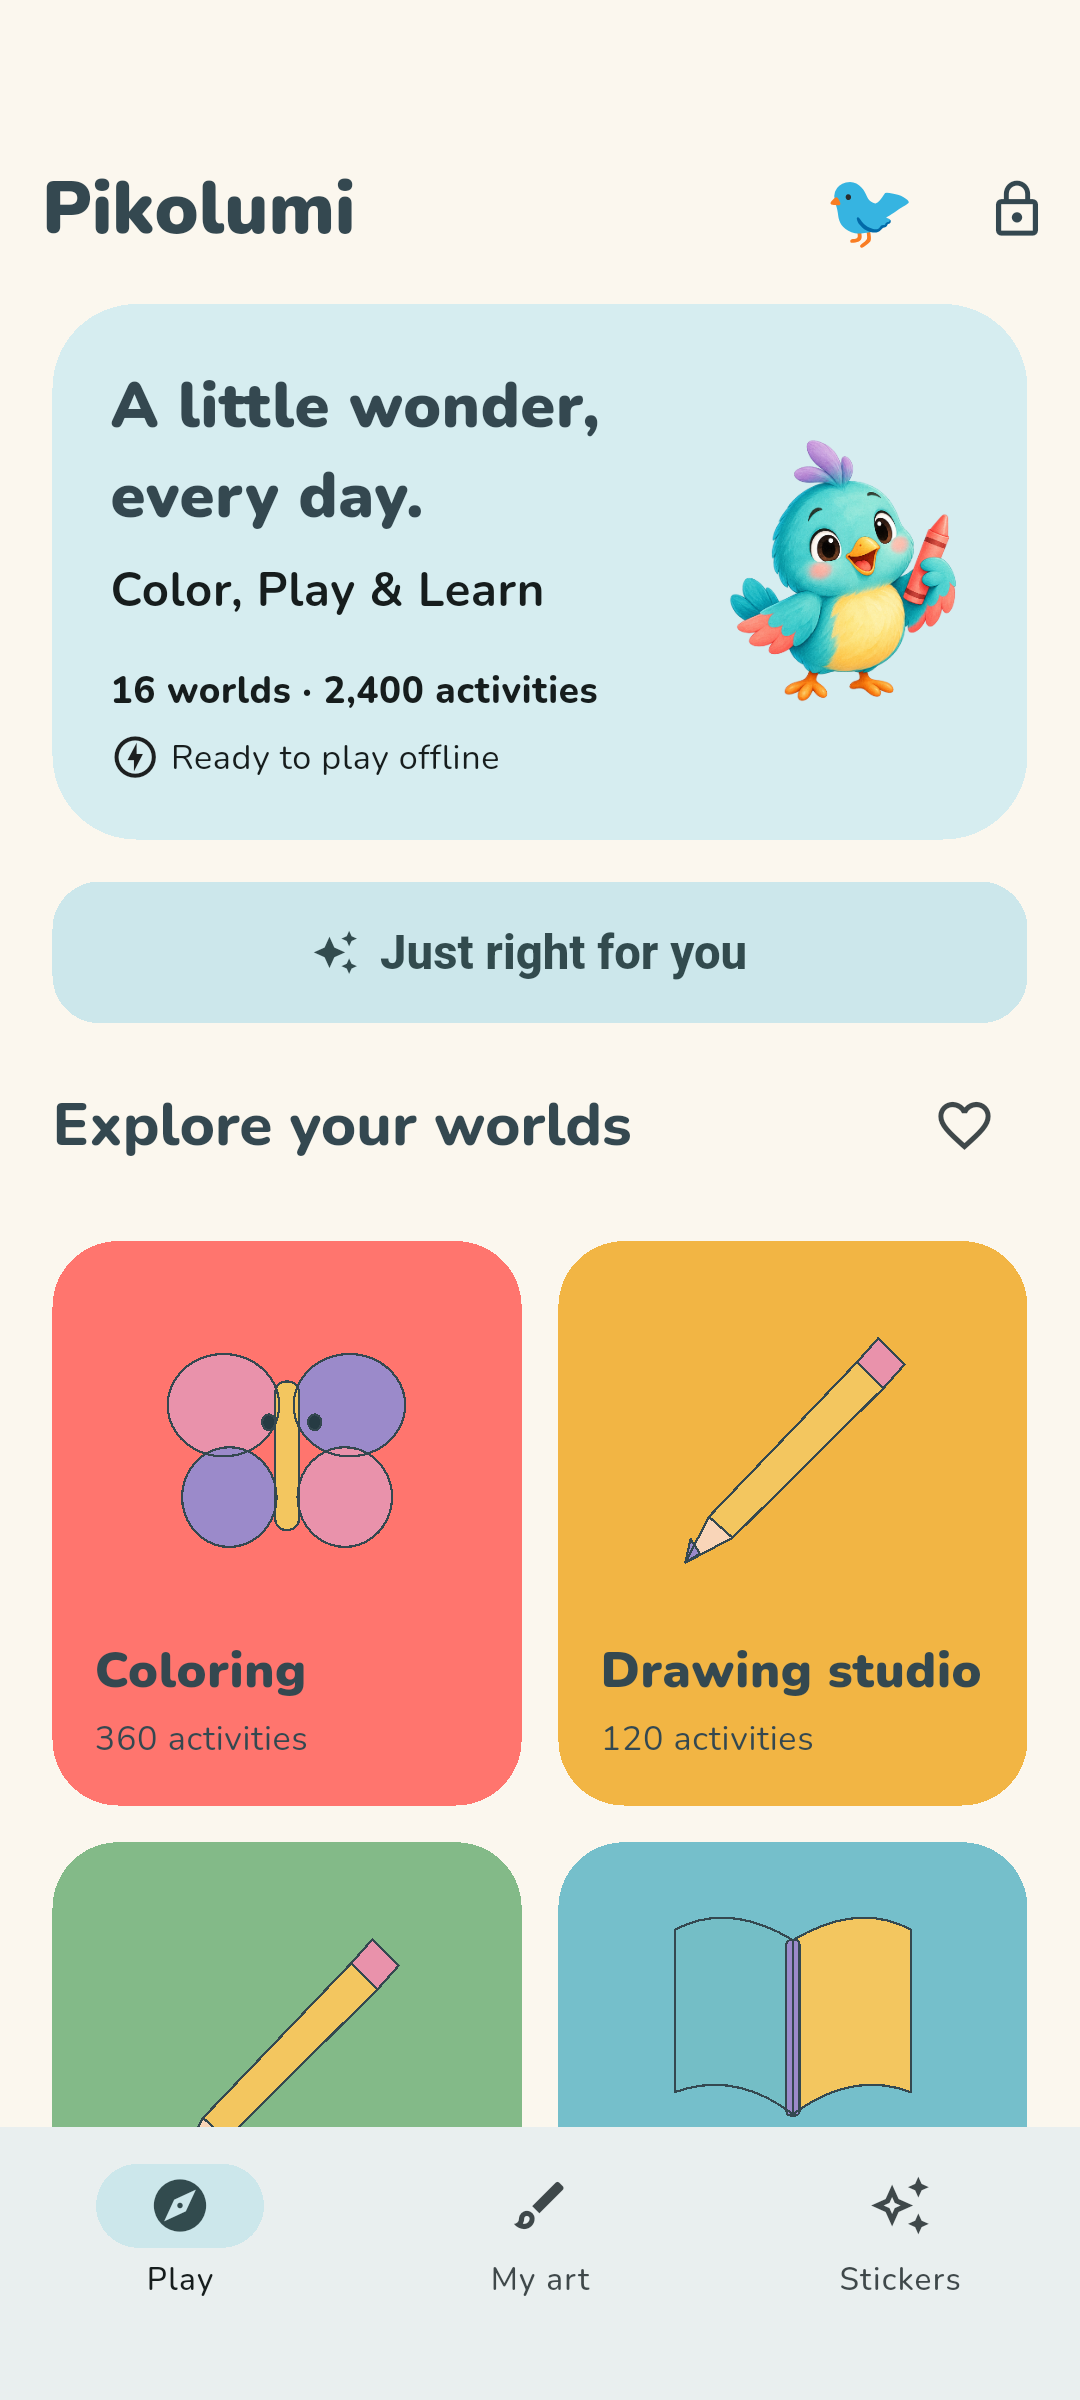 Pikolumi
A little wonder,
every day.
Color, Play & Learn
16 worlds · 2,400 activities
Ready to play offline
Just right for you
Explore your worlds
Coloring
360 activities
Drawing studio
120 activities
Play
My art
Stickers